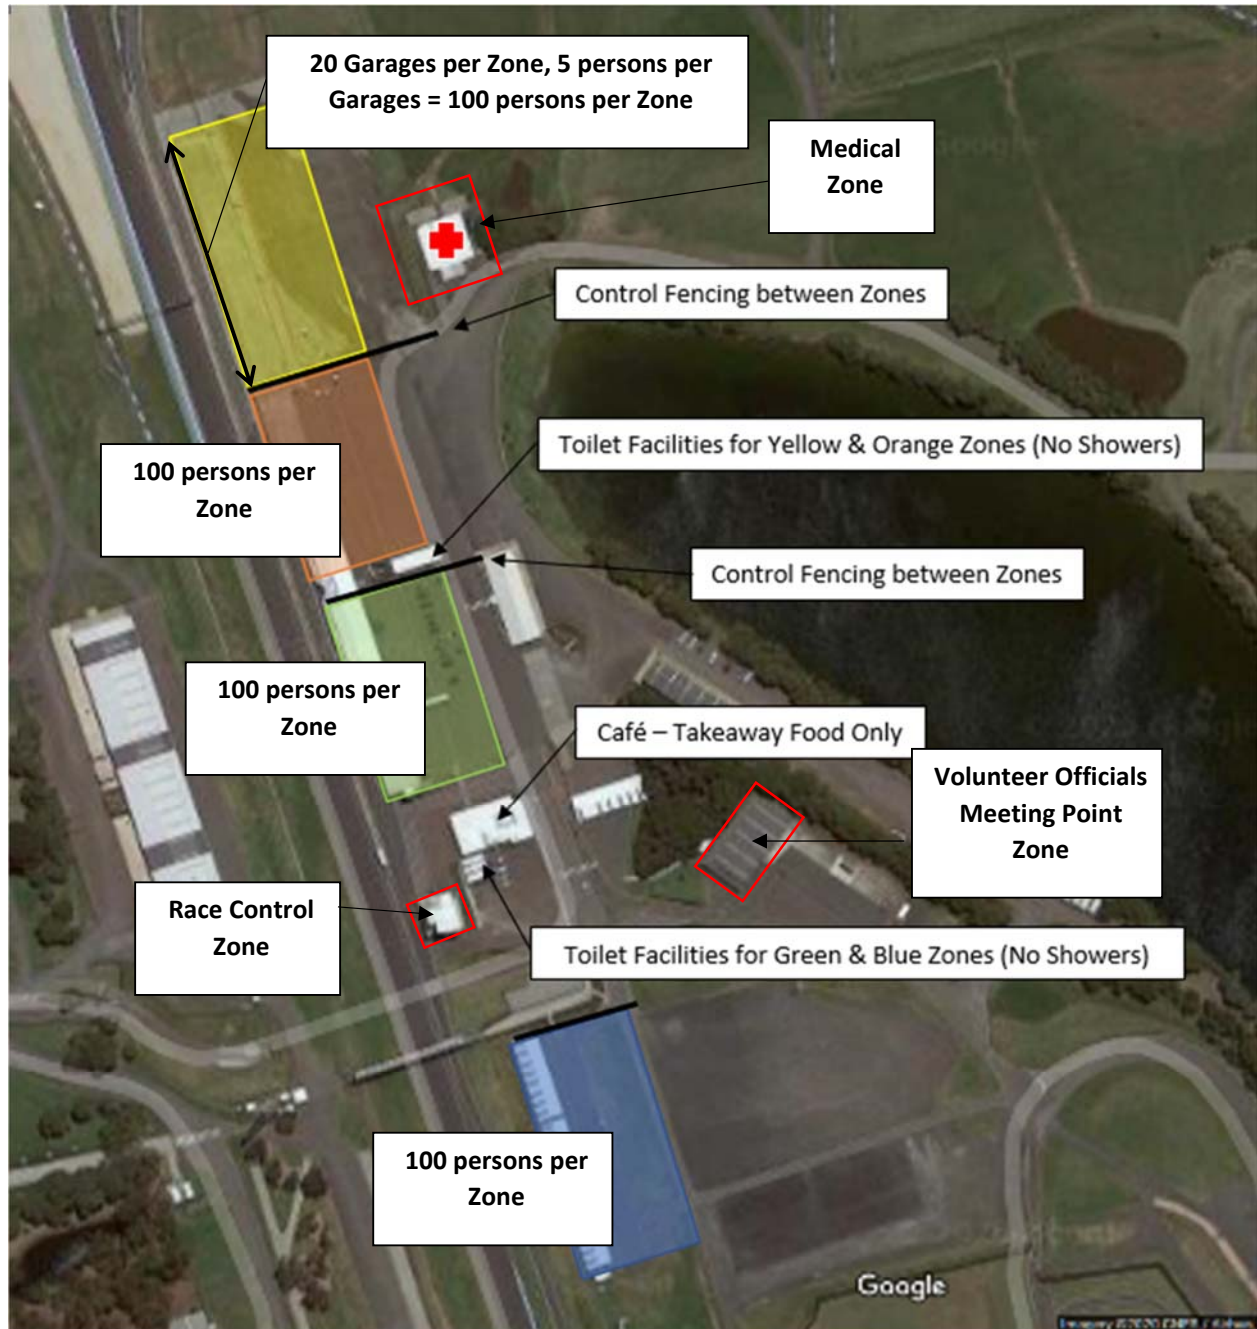 20 Garages per Zone, 5 persons per
Garages = 100 persons per Zone
Medical
Zone
Control Fencing between Zones
Toilet Facilities for Yellow & Orange Zones (No Showers)
100 persons per
Zone
Control Fencing between Zones
100 persons per
Zone
Café – Takeaway Food Only
Volunteer Officials
Meeting Point
Zone
Race Control
Zone
Toilet Facilities for Green & Blue Zones (No Showers)
100 persons per
Zone
Google
Google
Imagery ©2020